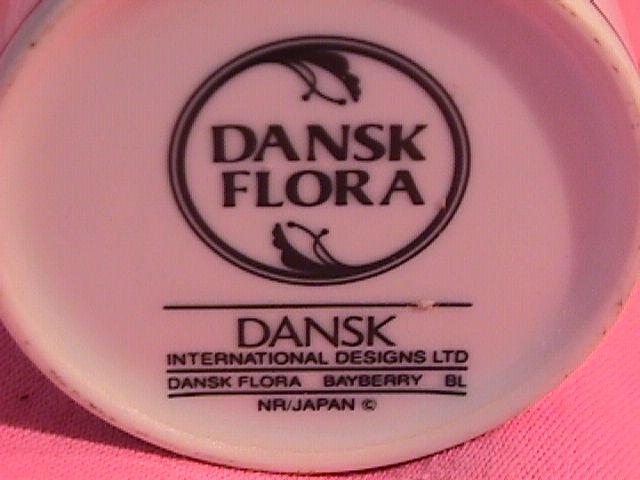 DANSK
FLORA
DANSK
INTERNATIONAL DESIGNS LTD
DANSK FLORA BAYBERRY BL
NR/JAPAN ©